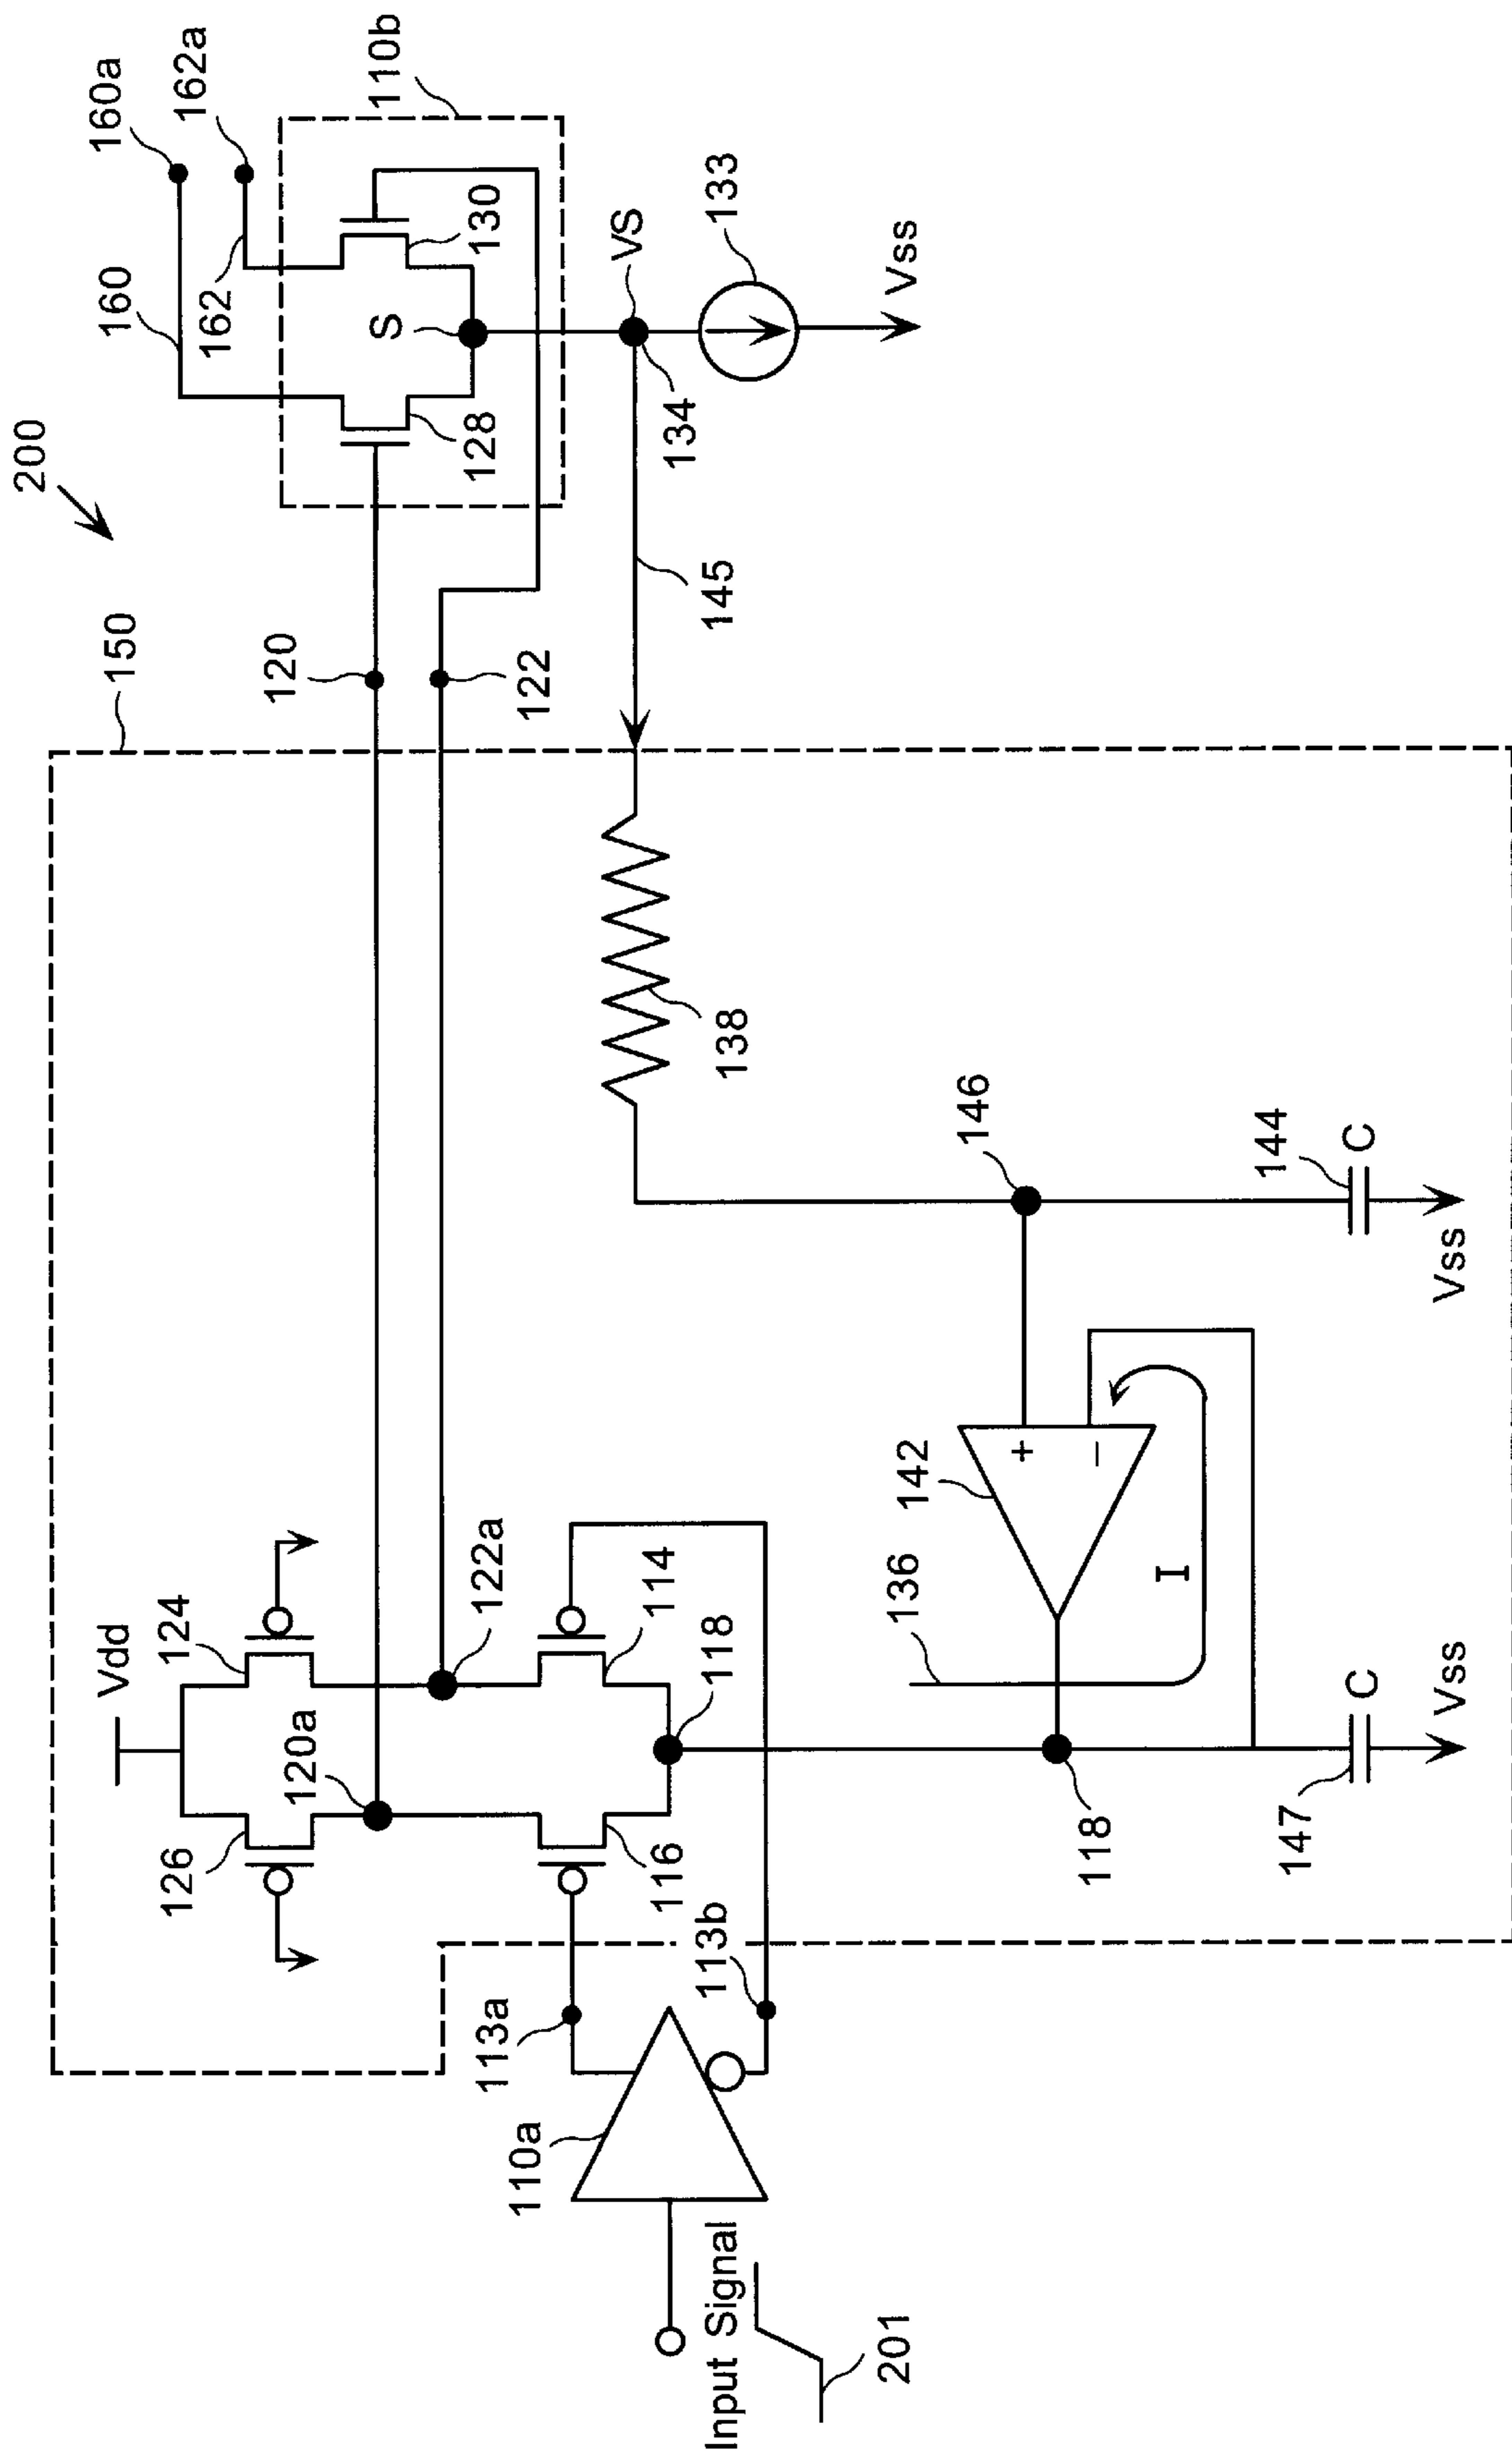 200
150
Vdd
126
124
120a
122a
116
114
118
113a
113b
110a
Input Signal
201
136
142
+
−
I
118
147
C
Vss
146
144
C
Vss
138
120
122
145
160
160a
162
162a
110b
S
128
130
VS
134
133
Vss